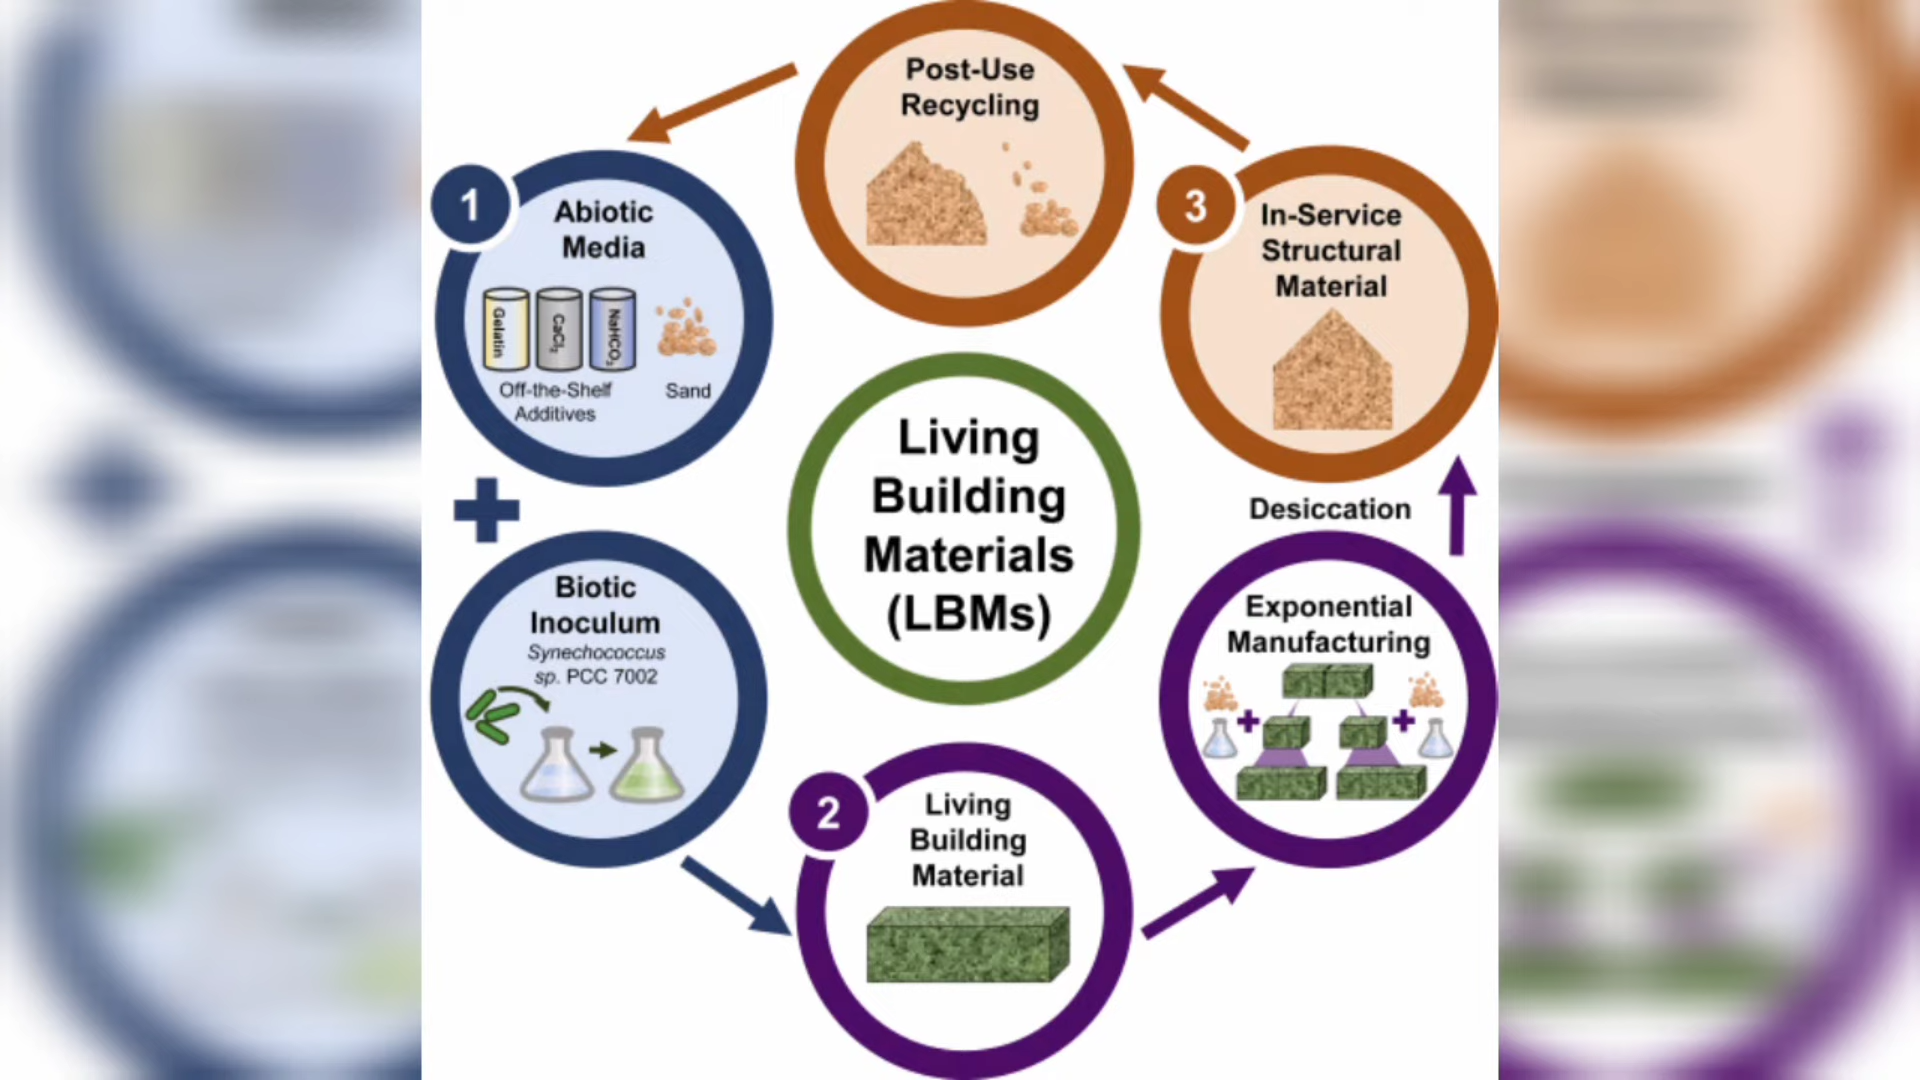 Post-Use
Recycling
1
Abiotic
Media
Gelatin
CaCl₂
NaHCO₃
Off-the-Shelf
Additives
Sand
3
In-Service
Structural
Material
Living
Building
Materials
(LBMs)
Biotic
Inoculum
Synechococcus
sp. PCC 7002
Desiccation
Exponential
Manufacturing
2
Living
Building
Material